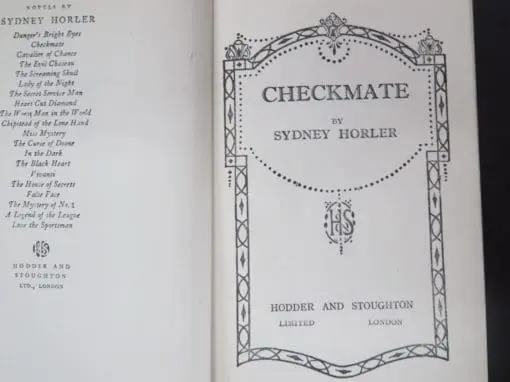 NOVELS BY
SYDNEY HORLER
Danger's Bright Eyes
Checkmate
Cavalier of Chance
The Evil Chateau
The Screaming Skull
Lady of the Night
The Secret Service Man
Heart Cut Diamond
The Worst Man in the World
Chipstead of the Lone Hand
Miss Mystery
The Curse of Doone
In the Dark
The Black Heart
Vivanti
The House of Secrets
False Face
The Mystery of No. 1
A Legend of the League
Love the Sportsman
HS
HODDER AND
STOUGHTON
LTD., LONDON
CHECKMATE
BY
SYDNEY HORLER
HS
HODDER AND STOUGHTON
LIMITED LONDON